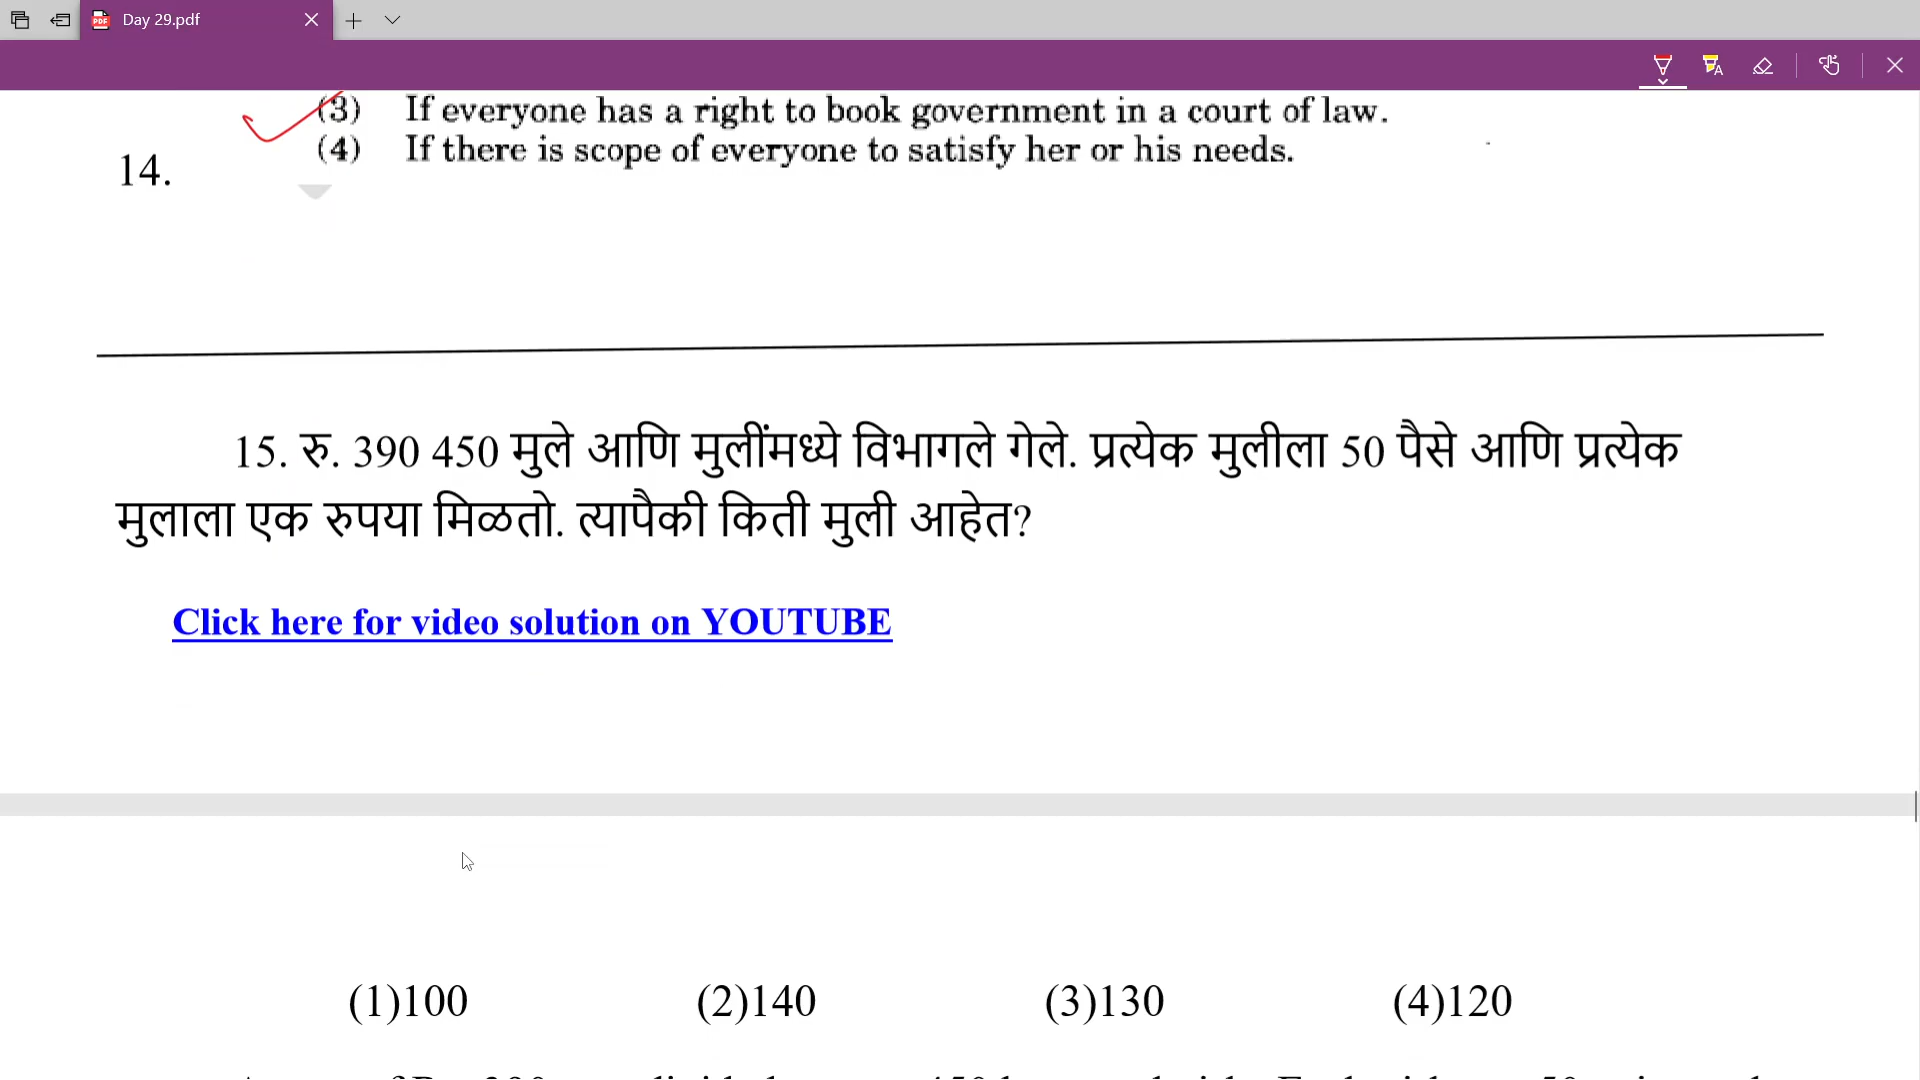 Day 29.pdf
(3) If everyone has a right to book government in a court of law.
(4) If there is scope of everyone to satisfy her or his needs.
14.
15. रु. 390 450 मुले आणि मुलींमध्ये विभागले गेले. प्रत्येक मुलीला 50 पैसे आणि प्रत्येक
मुलाला एक रुपया मिळतो. त्यापैकी किती मुली आहेत?
Click here for video solution on YOUTUBE
(1)100 (2)140 (3)130 (4)120